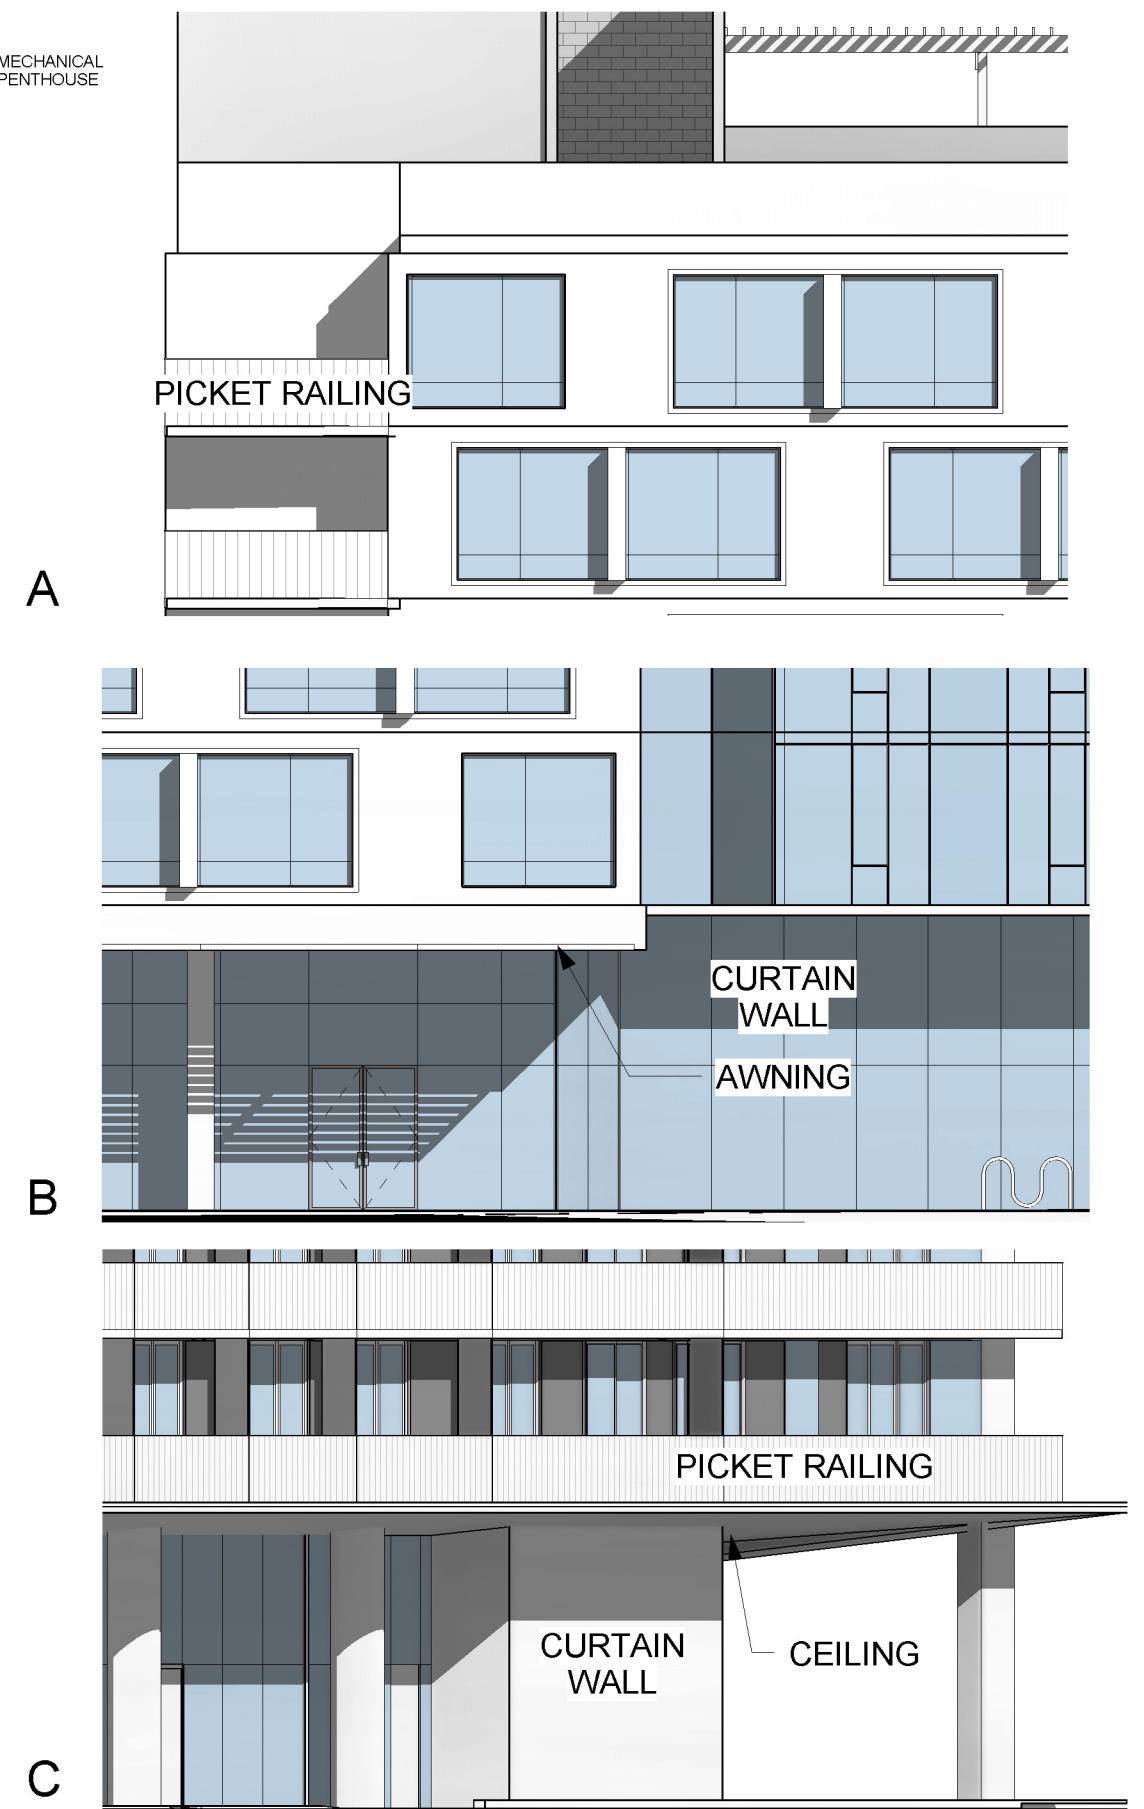 MECHANICAL
PENTHOUSE
PICKET RAILING
A
CURTAIN
WALL
AWNING
B
PICKET RAILING
CURTAIN
WALL
CEILING
C